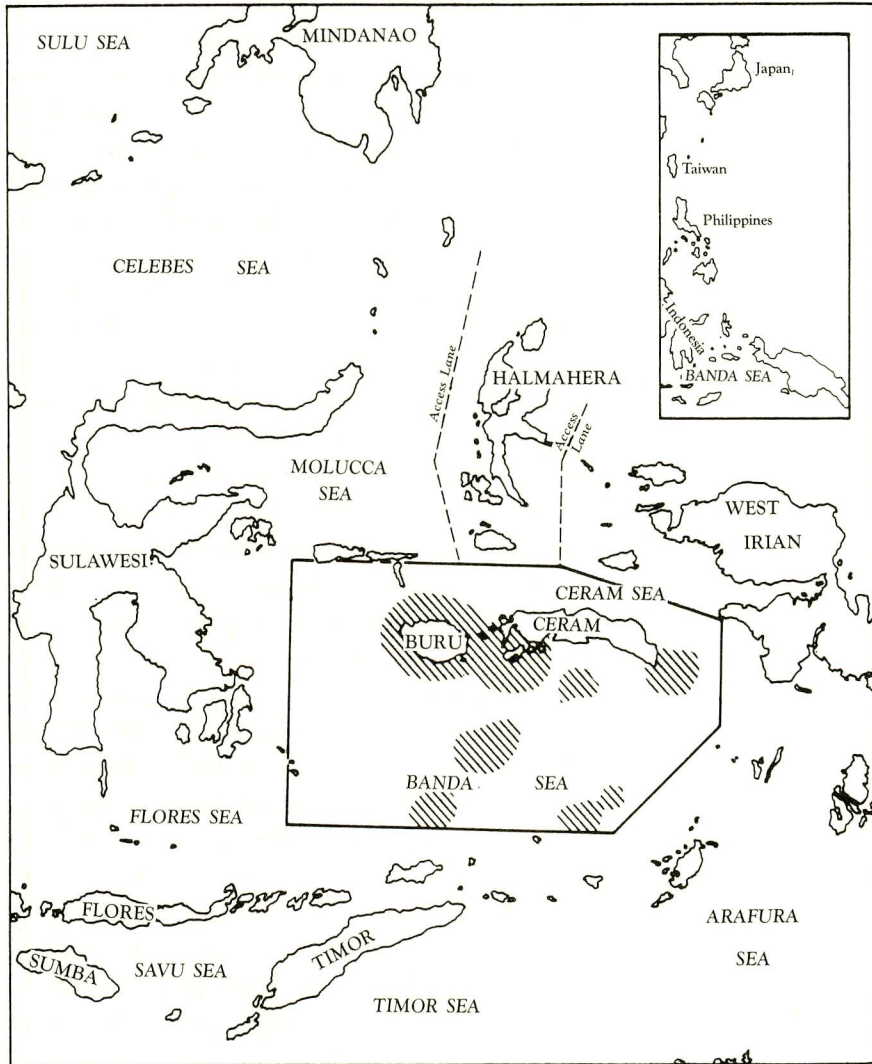 SULU SEA
MINDANAO
Japan
Taiwan
Philippines
Indonesia
BANDA SEA
CELEBES SEA
Access Lane
HALMAHERA
Access
Lane
MOLUCCA
SEA
WEST
IRIAN
SULAWESI
CERAM SEA
CERAM
BURU
BANDA SEA
FLORES SEA
FLORES
ARAFURA
SEA
SUMBA
SAVU SEA
TIMOR
TIMOR SEA